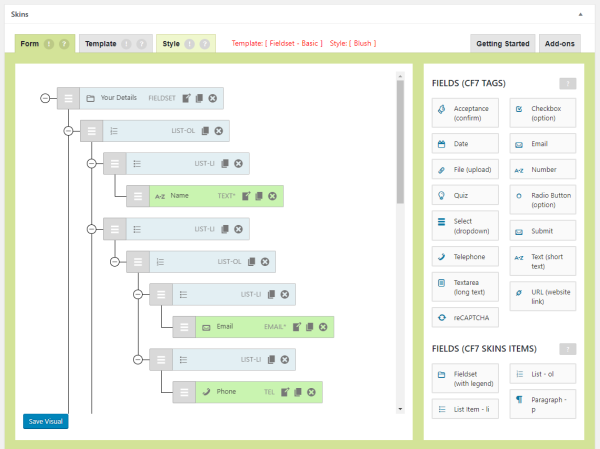 Skins
Form ! ? Template ! ? Style ! ? Template: [ Fieldset - Basic ] Style: [ Blush ] Getting Started Add-ons
Your Details FIELDSET
LIST-OL
LIST-LI
A-Z Name TEXT*
LIST-LI
LIST-OL
LIST-LI
Email EMAIL*
LIST-LI
Phone TEL
Save Visual
FIELDS (CF7 TAGS) ?
Acceptance
(confirm)
Checkbox
(option)
Date
Email
File (upload)
A-Z Number
Quiz
Radio Button
(option)
Select
(dropdown)
Submit
Telephone
A-Z Text (short
text)
Textarea
(long text)
URL (website
link)
reCAPTCHA
FIELDS (CF7 SKINS ITEMS) ?
Fieldset
(with legend)
List - ol
List Item - li
Paragraph -
p